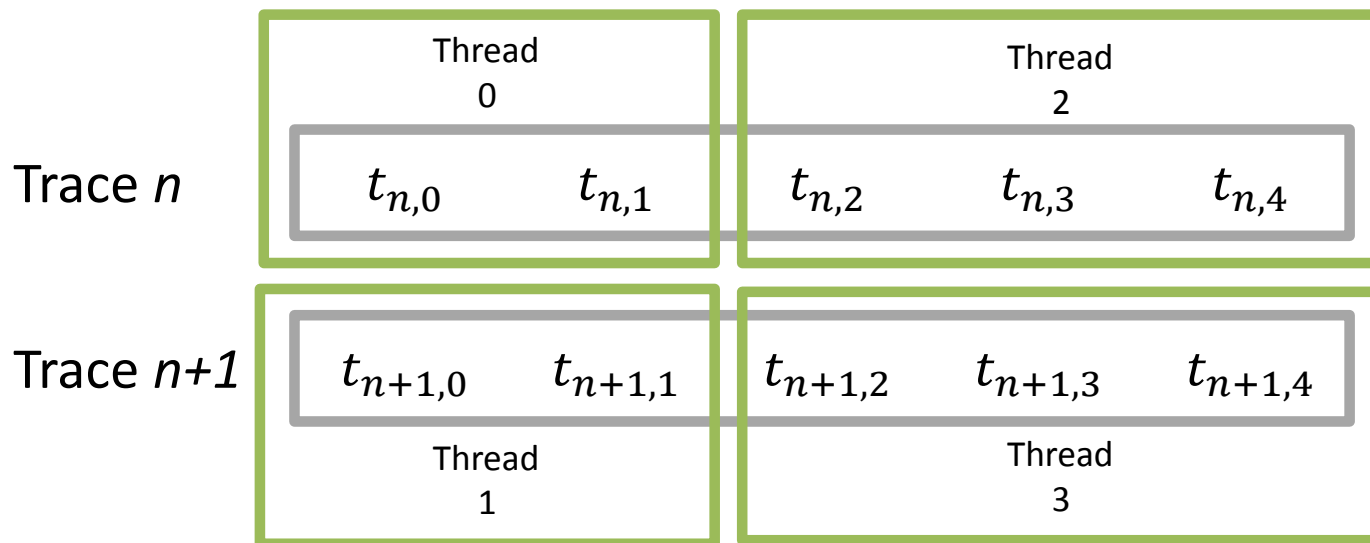 Thread
0
Thread
2
Trace n
t_{n,0} t_{n,1} t_{n,2} t_{n,3} t_{n,4}
Trace n+1
t_{n+1,0} t_{n+1,1} t_{n+1,2} t_{n+1,3} t_{n+1,4}
Thread
1
Thread
3